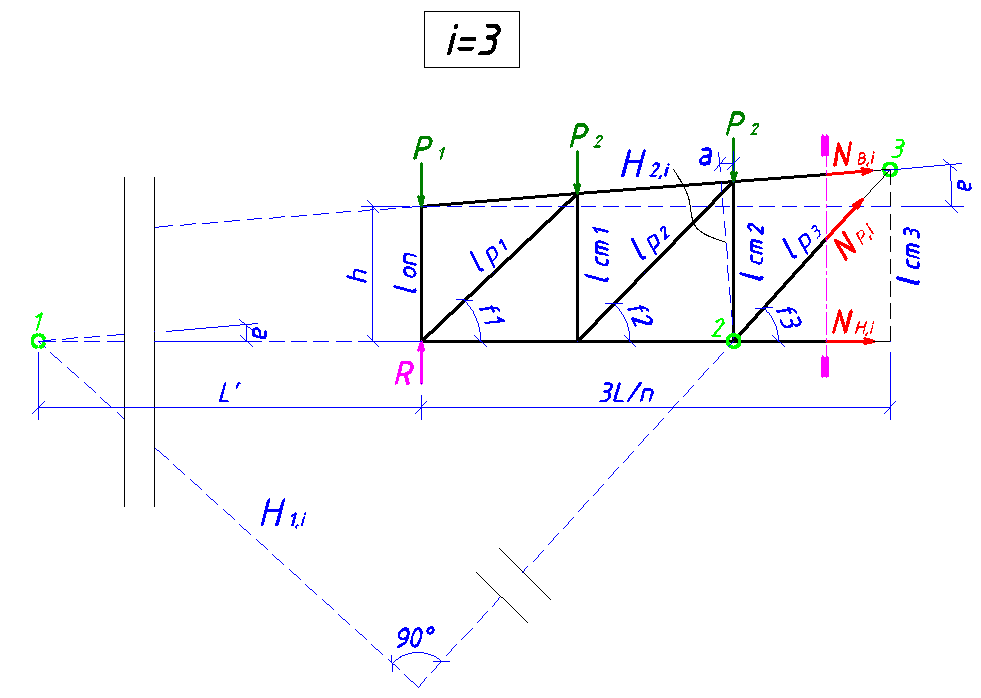 i=3
P 1
P 2
P 2
a
N B,i
3
H 2,i
e
N P,i
l on
l p1
l cm1
l p2
l cm2
l p3
l cm3
h
1
e
f1
f2
2
f3
N H,i
R
L'
3L/n
H 1,i
90°